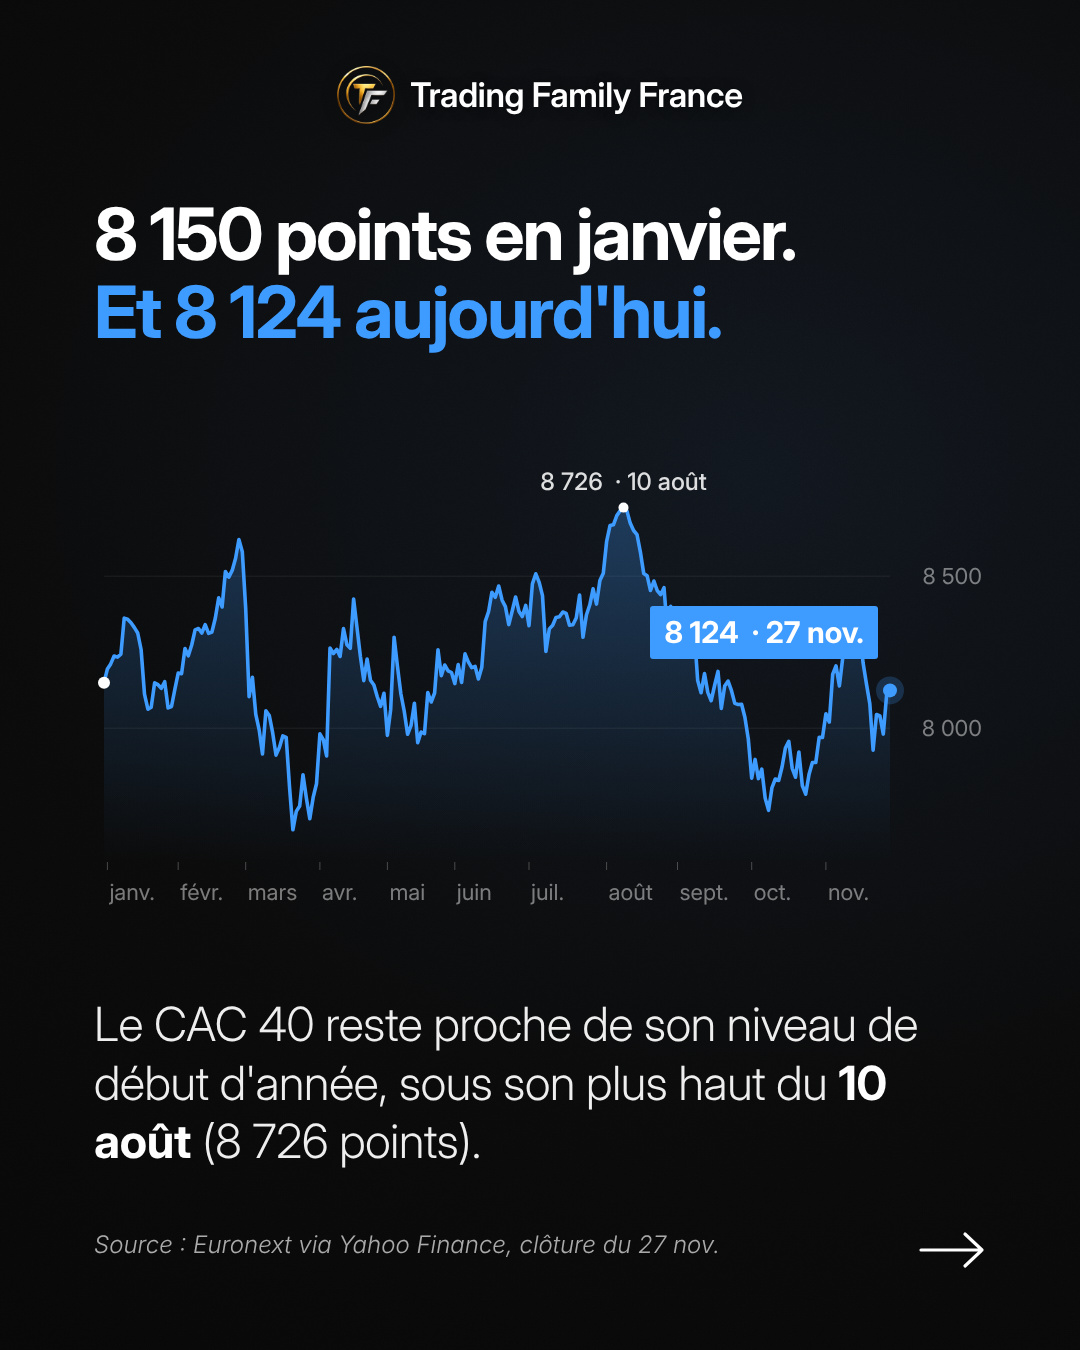 TF
Trading Family France
8 150 points en janvier.
Et 8 124 aujourd'hui.
8 726 · 10 août
8 500
8 124 · 27 nov.
8 000
janv. févr. mars avr. mai juin juil. août sept. oct. nov.
Le CAC 40 reste proche de son niveau de
début d'année, sous son plus haut du 10
août (8 726 points).
Source : Euronext via Yahoo Finance, clôture du 27 nov.